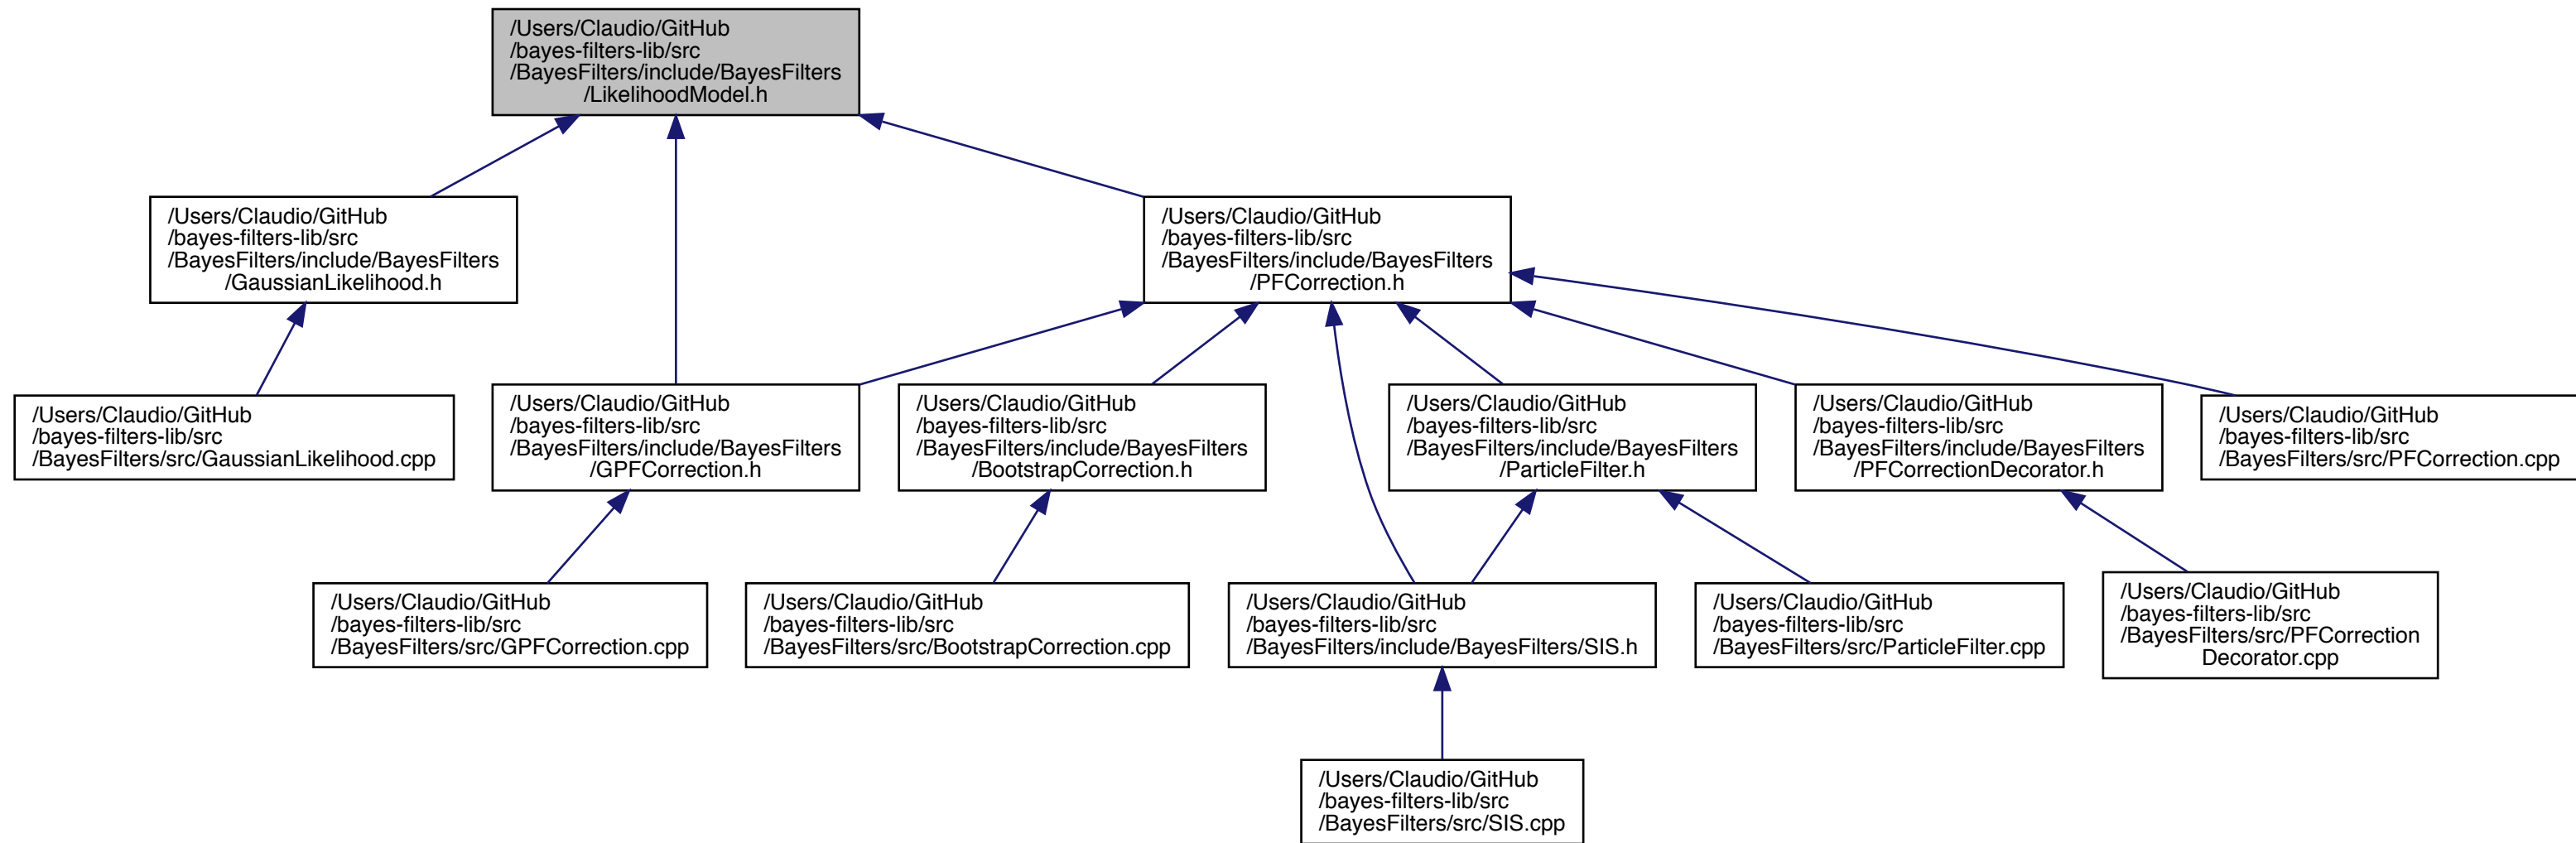 /Users/Claudio/GitHub
/bayes-filters-lib/src
/BayesFilters/include/BayesFilters
/LikelihoodModel.h
/Users/Claudio/GitHub
/bayes-filters-lib/src
/BayesFilters/include/BayesFilters
/GaussianLikelihood.h
/Users/Claudio/GitHub
/bayes-filters-lib/src
/BayesFilters/include/BayesFilters
/PFCorrection.h
/Users/Claudio/GitHub
/bayes-filters-lib/src
/BayesFilters/src/GaussianLikelihood.cpp
/Users/Claudio/GitHub
/bayes-filters-lib/src
/BayesFilters/include/BayesFilters
/GPFCorrection.h
/Users/Claudio/GitHub
/bayes-filters-lib/src
/BayesFilters/include/BayesFilters
/BootstrapCorrection.h
/Users/Claudio/GitHub
/bayes-filters-lib/src
/BayesFilters/include/BayesFilters
/ParticleFilter.h
/Users/Claudio/GitHub
/bayes-filters-lib/src
/BayesFilters/include/BayesFilters
/PFCorrectionDecorator.h
/Users/Claudio/GitHub
/bayes-filters-lib/src
/BayesFilters/src/PFCorrection.cpp
/Users/Claudio/GitHub
/bayes-filters-lib/src
/BayesFilters/src/GPFCorrection.cpp
/Users/Claudio/GitHub
/bayes-filters-lib/src
/BayesFilters/src/BootstrapCorrection.cpp
/Users/Claudio/GitHub
/bayes-filters-lib/src
/BayesFilters/include/BayesFilters/SIS.h
/Users/Claudio/GitHub
/bayes-filters-lib/src
/BayesFilters/src/ParticleFilter.cpp
/Users/Claudio/GitHub
/bayes-filters-lib/src
/BayesFilters/src/PFCorrection
Decorator.cpp
/Users/Claudio/GitHub
/bayes-filters-lib/src
/BayesFilters/src/SIS.cpp